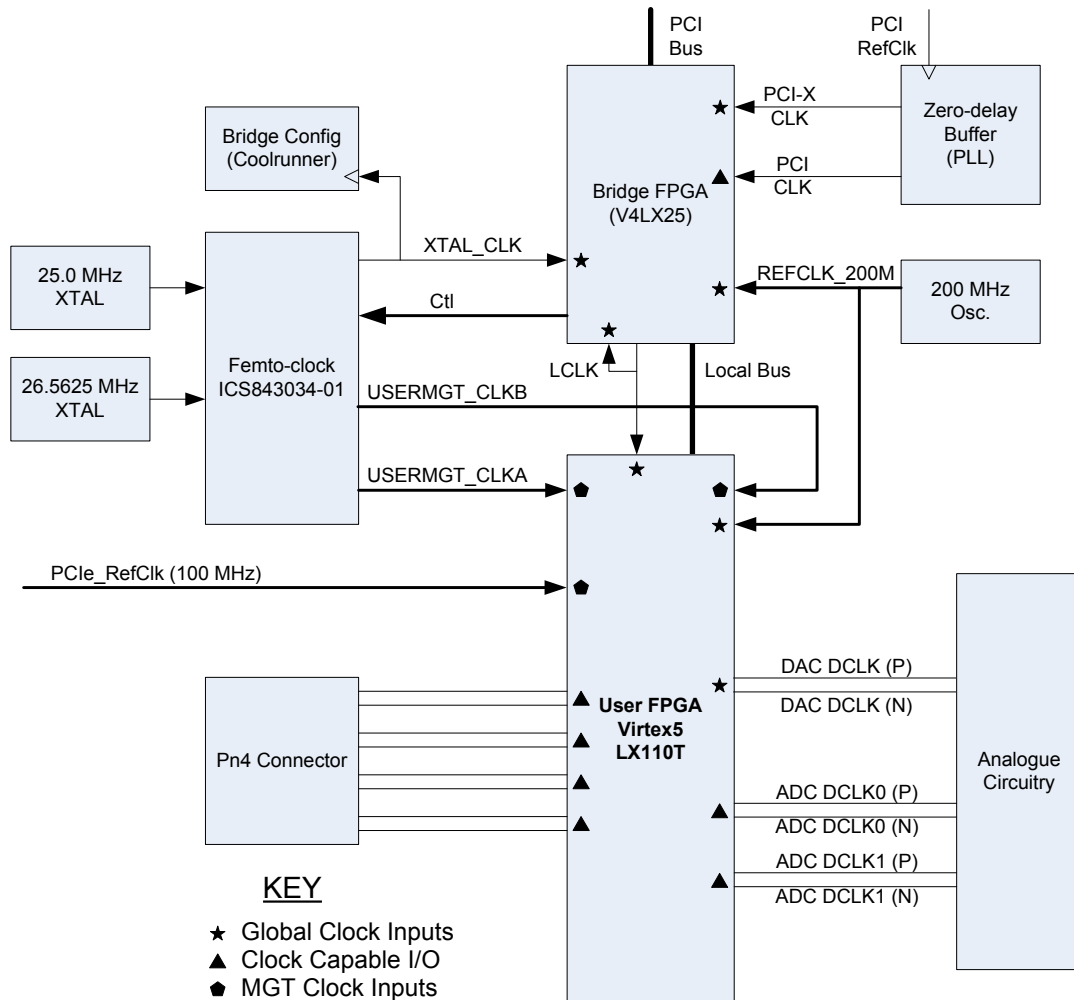 PCI
Bus
PCI
RefClk
Bridge Config
(Coolrunner)
PCI-X
CLK
Zero-delay
Buffer
(PLL)
PCI
CLK
Bridge FPGA
(V4LX25)
25.0 MHz
XTAL
XTAL_CLK
REFCLK_200M
200 MHz
Osc.
Ctl
26.5625 MHz
XTAL
Femto-clock
ICS843034-01
LCLK
Local Bus
USERMGT_CLKB
USERMGT_CLKA
PCIe_RefClk (100 MHz)
Pn4 Connector
User FPGA
Virtex5
LX110T
DAC DCLK (P)
DAC DCLK (N)
Analogue
Circuitry
ADC DCLK0 (P)
ADC DCLK0 (N)
ADC DCLK1 (P)
ADC DCLK1 (N)
KEY
Global Clock Inputs
Clock Capable I/O
MGT Clock Inputs